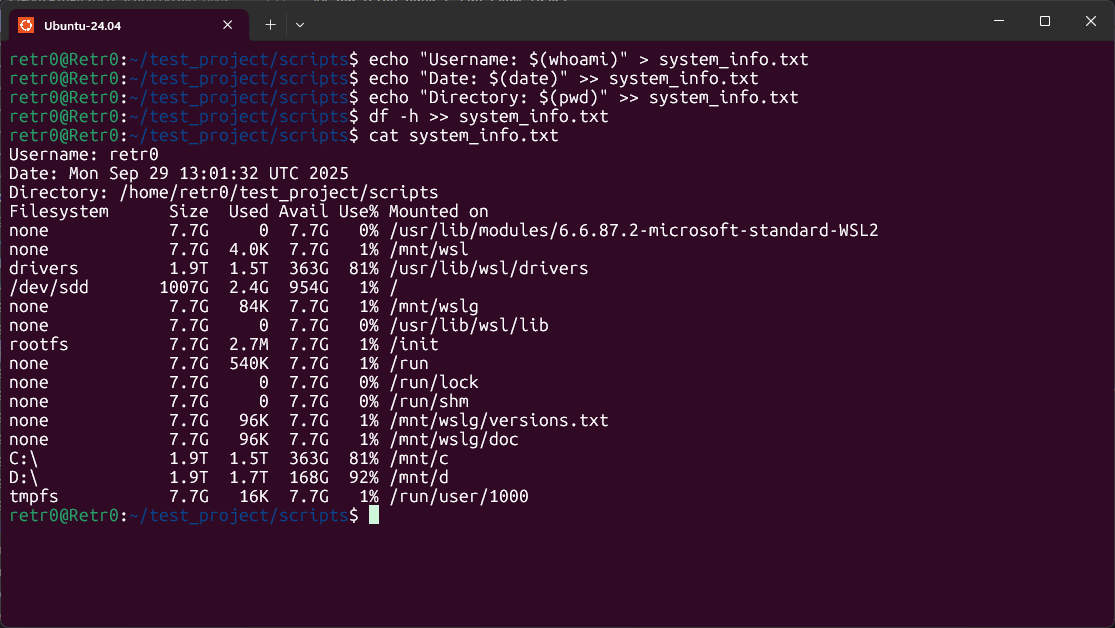 Ubuntu-24.04
retr0@Retr0:~/test_project/scripts$ echo "Username: $(whoami)" > system_info.txt
retr0@Retr0:~/test_project/scripts$ echo "Date: $(date)" >> system_info.txt
retr0@Retr0:~/test_project/scripts$ echo "Directory: $(pwd)" >> system_info.txt
retr0@Retr0:~/test_project/scripts$ df -h >> system_info.txt
retr0@Retr0:~/test_project/scripts$ cat system_info.txt
Username: retr0
Date: Mon Sep 29 13:01:32 UTC 2025
Directory: /home/retr0/test_project/scripts
Filesystem      Size  Used Avail Use% Mounted on
none            7.7G     0  7.7G   0% /usr/lib/modules/6.6.87.2-microsoft-standard-WSL2
none            7.7G  4.0K  7.7G   1% /mnt/wsl
drivers         1.9T  1.5T  363G  81% /usr/lib/wsl/drivers
/dev/sdd       1007G  2.4G  954G   1% /
none            7.7G   84K  7.7G   1% /mnt/wslg
none            7.7G     0  7.7G   0% /usr/lib/wsl/lib
rootfs          7.7G  2.7M  7.7G   1% /init
none            7.7G  540K  7.7G   1% /run
none            7.7G     0  7.7G   0% /run/lock
none            7.7G     0  7.7G   0% /run/shm
none            7.7G   96K  7.7G   1% /mnt/wslg/versions.txt
none            7.7G   96K  7.7G   1% /mnt/wslg/doc
C:\             1.9T  1.5T  363G  81% /mnt/c
D:\             1.9T  1.7T  168G  92% /mnt/d
tmpfs           7.7G   16K  7.7G   1% /run/user/1000
retr0@Retr0:~/test_project/scripts$